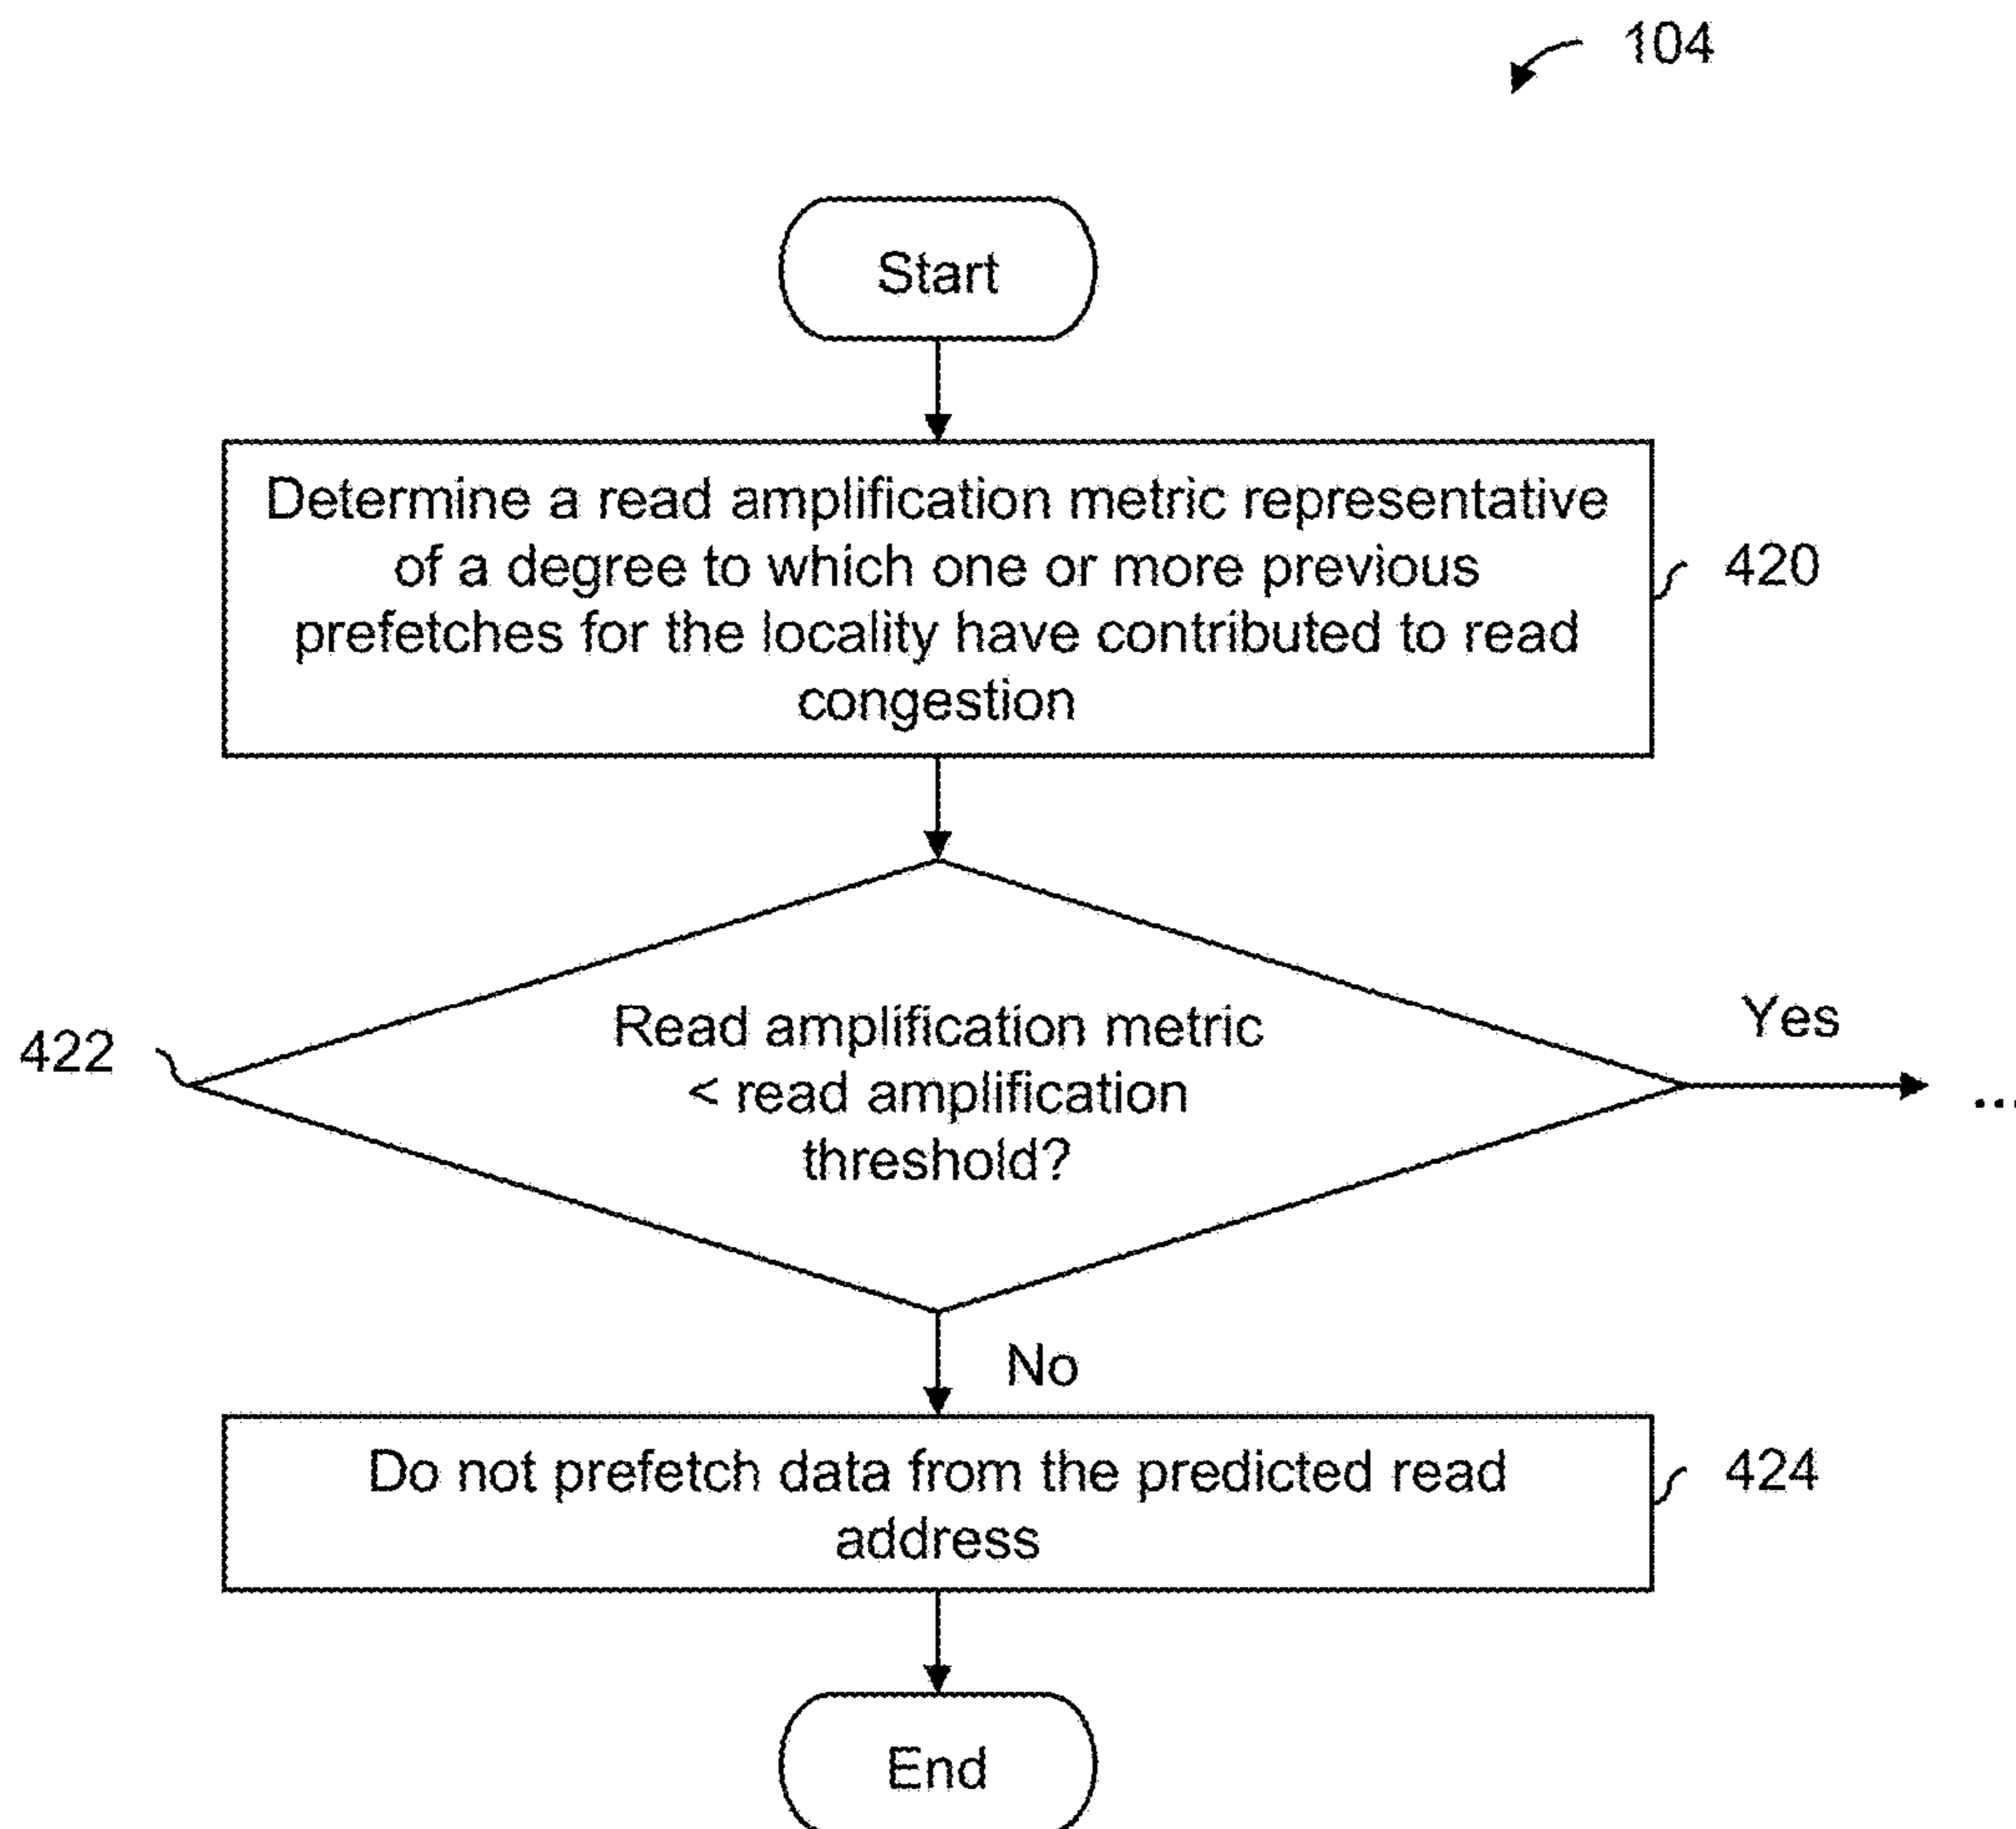 104
Start
Determine a read amplification metric representative
of a degree to which one or more previous
prefetches for the locality have contributed to read
congestion
420
Read amplification metric
< read amplification
threshold?
422
Yes
...
No
Do not prefetch data from the predicted read
address
424
End